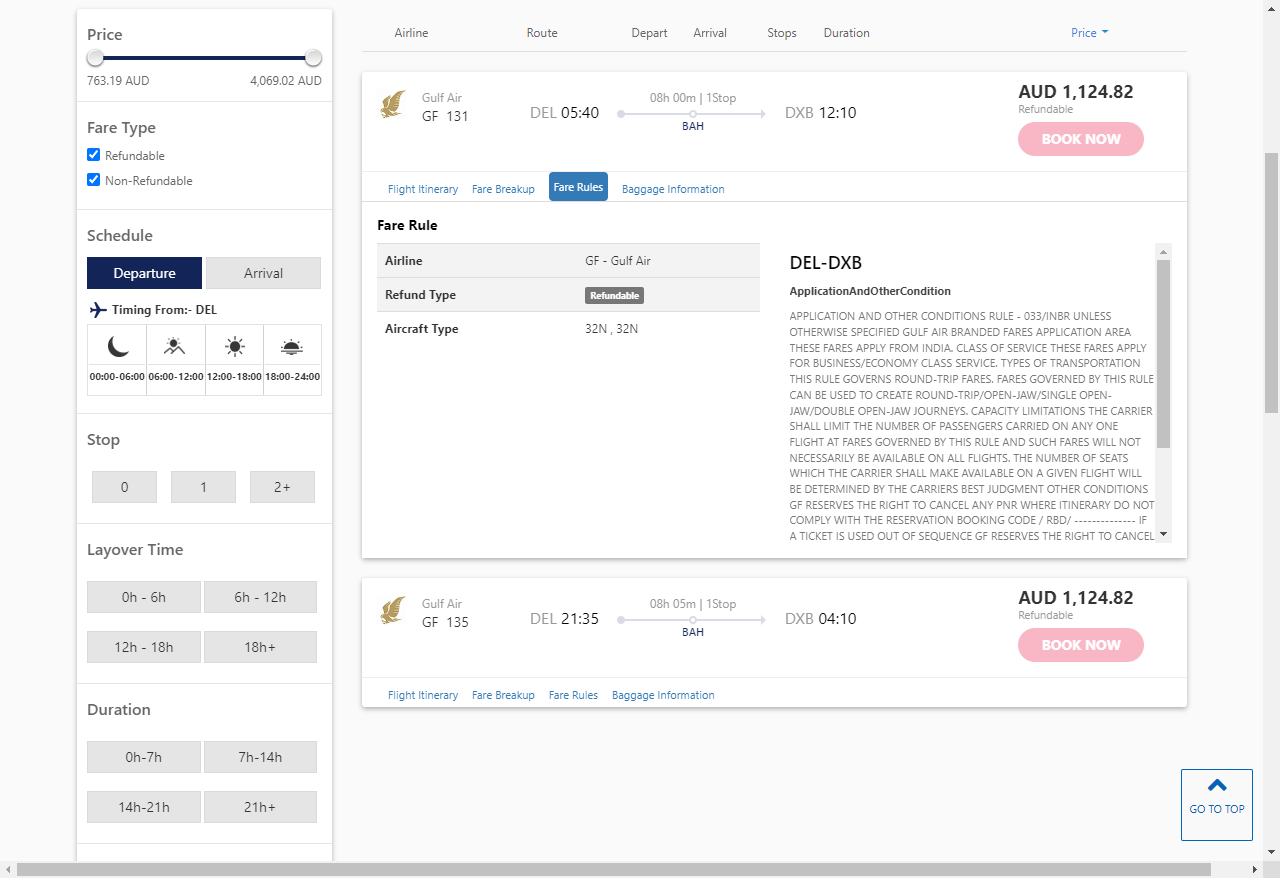 Price
763.19 AUD 4,069.02 AUD
Fare Type
Refundable
Non-Refundable
Schedule
Departure Arrival
Timing From:- DEL
00:00-06:00 06:00-12:00 12:00-18:00 18:00-24:00
Stop
0 1 2+
Layover Time
0h - 6h 6h - 12h
12h - 18h 18h+
Duration
0h-7h 7h-14h
14h-21h 21h+
Airline Route Depart Arrival Stops Duration Price
Gulf Air
GF 131
DEL 05:40
08h 00m | 1Stop
BAH
DXB 12:10
AUD 1,124.82
Refundable
BOOK NOW
Flight Itinerary Fare Breakup Fare Rules Baggage Information
Fare Rule
Airline GF - Gulf Air
Refund Type Refundable
Aircraft Type 32N , 32N
DEL-DXB
ApplicationAndOtherCondition
APPLICATION AND OTHER CONDITIONS RULE - 033/INBR UNLESS
OTHERWISE SPECIFIED GULF AIR BRANDED FARES APPLICATION AREA
THESE FARES APPLY FROM INDIA. CLASS OF SERVICE THESE FARES APPLY
FOR BUSINESS/ECONOMY CLASS SERVICE. TYPES OF TRANSPORTATION
THIS RULE GOVERNS ROUND-TRIP FARES. FARES GOVERNED BY THIS RULE
CAN BE USED TO CREATE ROUND-TRIP/OPEN-JAW/SINGLE OPEN-
JAW/DOUBLE OPEN-JAW JOURNEYS. CAPACITY LIMITATIONS THE CARRIER
SHALL LIMIT THE NUMBER OF PASSENGERS CARRIED ON ANY ONE
FLIGHT AT FARES GOVERNED BY THIS RULE AND SUCH FARES WILL NOT
NECESSARILY BE AVAILABLE ON ALL FLIGHTS. THE NUMBER OF SEATS
WHICH THE CARRIER SHALL MAKE AVAILABLE ON A GIVEN FLIGHT WILL
BE DETERMINED BY THE CARRIERS BEST JUDGMENT OTHER CONDITIONS
GF RESERVES THE RIGHT TO CANCEL ANY PNR WHERE ITINERARY DO NOT
COMPLY WITH THE RESERVATION BOOKING CODE / RBD/ -------------- IF
A TICKET IS USED OUT OF SEQUENCE GF RESERVES THE RIGHT TO CANCEL
Gulf Air
GF 135
DEL 21:35
08h 05m | 1Stop
BAH
DXB 04:10
AUD 1,124.82
Refundable
BOOK NOW
Flight Itinerary Fare Breakup Fare Rules Baggage Information
GO TO TOP